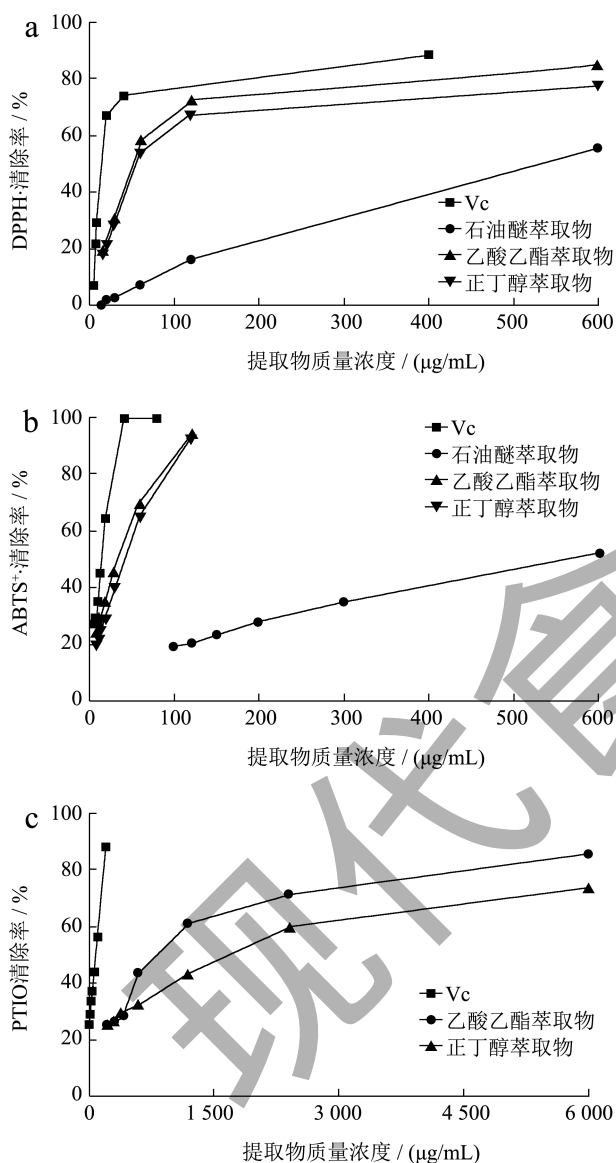 a
100
80
60
40
20
0
DPPH·清除率 / %
Vc
石油醚萃取物
乙酸乙酯萃取物
正丁醇萃取物
0 100 200 300 400 500 600
提取物质量浓度 / (μg/mL)
b
100
80
60
40
20
0
ABTS⁺·清除率 / %
Vc
石油醚萃取物
乙酸乙酯萃取物
正丁醇萃取物
0 100 200 300 400 500 600
提取物质量浓度 / (μg/mL)
c
100
80
60
40
20
0
PTIO清除率 / %
Vc
乙酸乙酯萃取物
正丁醇萃取物
0 1 500 3 000 4 500 6 000
提取物质量浓度 / (μg/mL)
现代食